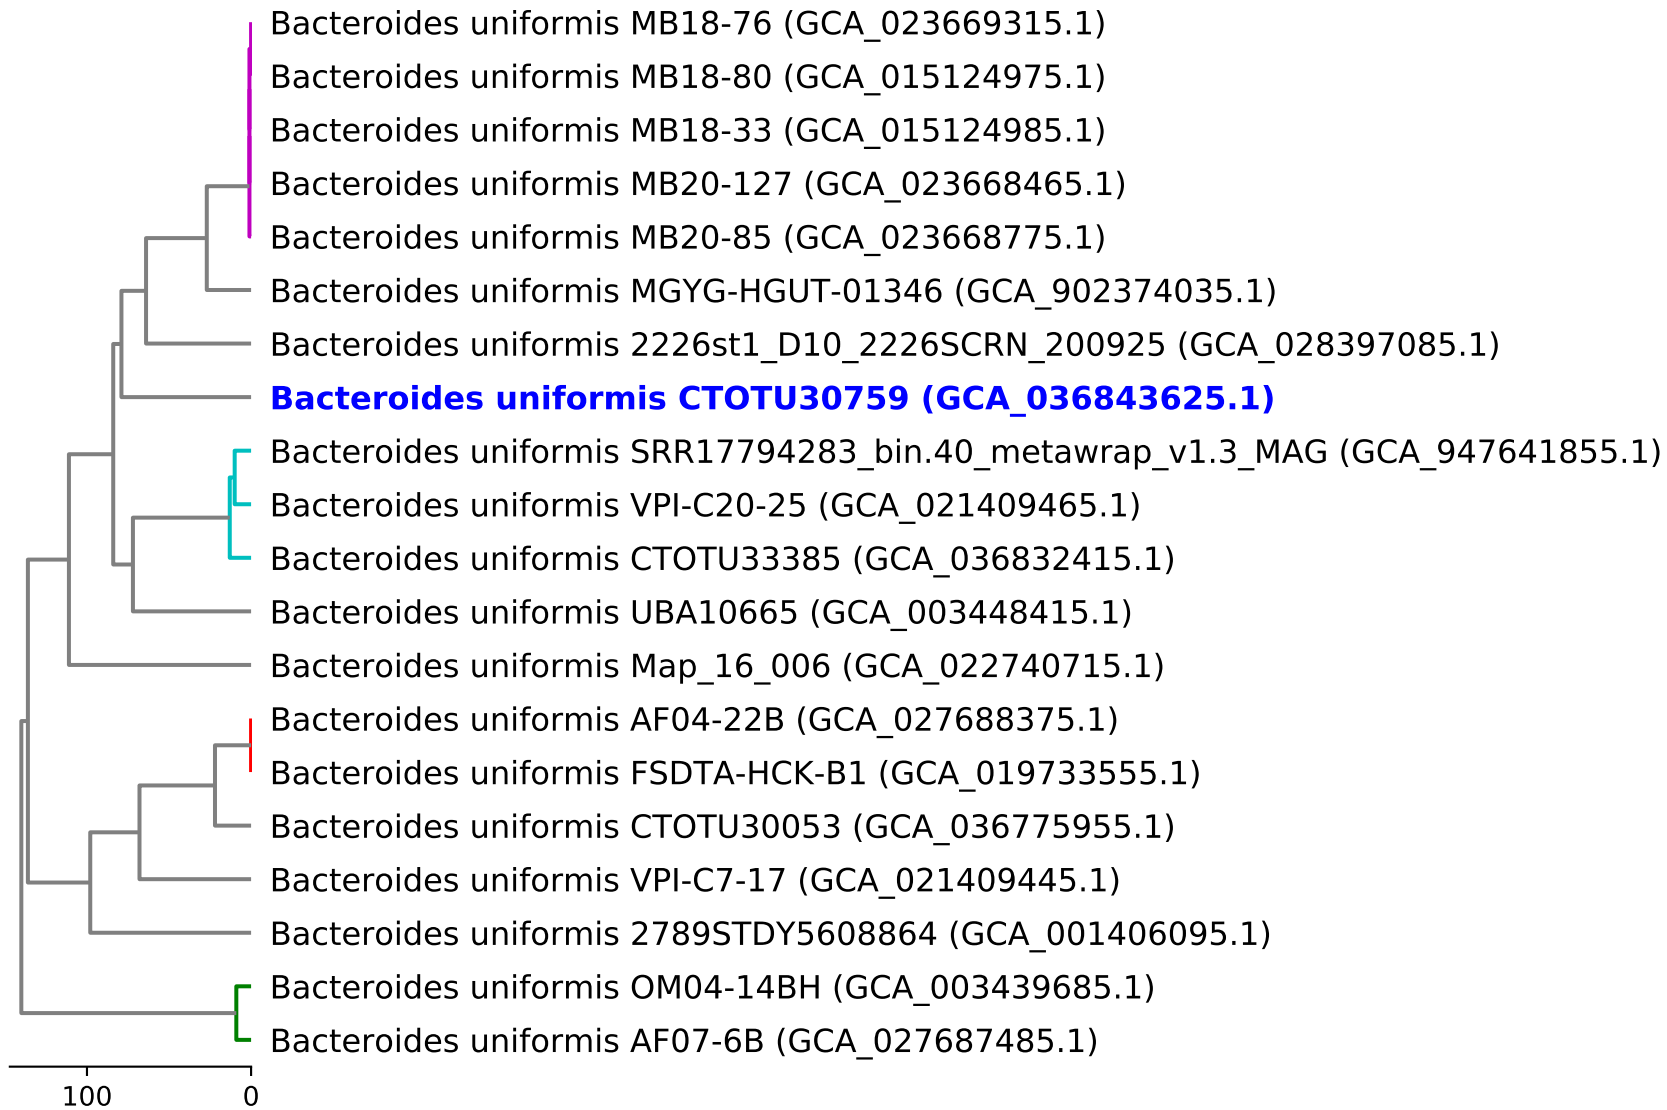 Bacteroides uniformis MB18-76 (GCA_023669315.1)
Bacteroides uniformis MB18-80 (GCA_015124975.1)
Bacteroides uniformis MB18-33 (GCA_015124985.1)
Bacteroides uniformis MB20-127 (GCA_023668465.1)
Bacteroides uniformis MB20-85 (GCA_023668775.1)
Bacteroides uniformis MGYG-HGUT-01346 (GCA_902374035.1)
Bacteroides uniformis 2226st1_D10_2226SCRN_200925 (GCA_028397085.1)
Bacteroides uniformis CTOTU30759 (GCA_036843625.1)
Bacteroides uniformis SRR17794283_bin.40_metawrap_v1.3_MAG (GCA_947641855.1)
Bacteroides uniformis VPI-C20-25 (GCA_021409465.1)
Bacteroides uniformis CTOTU33385 (GCA_036832415.1)
Bacteroides uniformis UBA10665 (GCA_003448415.1)
Bacteroides uniformis Map_16_006 (GCA_022740715.1)
Bacteroides uniformis AF04-22B (GCA_027688375.1)
Bacteroides uniformis FSDTA-HCK-B1 (GCA_019733555.1)
Bacteroides uniformis CTOTU30053 (GCA_036775955.1)
Bacteroides uniformis VPI-C7-17 (GCA_021409445.1)
Bacteroides uniformis 2789STDY5608864 (GCA_001406095.1)
Bacteroides uniformis OM04-14BH (GCA_003439685.1)
Bacteroides uniformis AF07-6B (GCA_027687485.1)
100 0